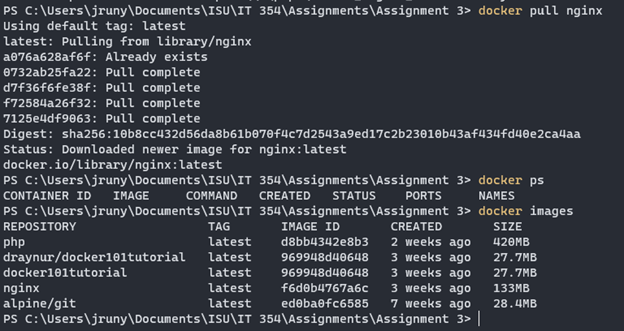 PS C:\Users\jruny\Documents\ISU\IT 354\Assignments\Assignment 3> docker pull nginx
Using default tag: latest
latest: Pulling from library/nginx
a076a628af6f: Already exists
0732ab25fa22: Pull complete
d7f36f6fe38f: Pull complete
f72584a26f32: Pull complete
7125e4df9063: Pull complete
Digest: sha256:10b8cc432d56da8b61b070f4c7d2543a9ed17c2b23010b43af434fd40e2ca4aa
Status: Downloaded newer image for nginx:latest
docker.io/library/nginx:latest
PS C:\Users\jruny\Documents\ISU\IT 354\Assignments\Assignment 3> docker ps
CONTAINER ID   IMAGE     COMMAND   CREATED   STATUS    PORTS     NAMES
PS C:\Users\jruny\Documents\ISU\IT 354\Assignments\Assignment 3> docker images
REPOSITORY               TAG       IMAGE ID       CREATED       SIZE
php                      latest    d8bb4342e8b3   2 weeks ago   420MB
draynur/docker101tutorial   latest    969948d40648   3 weeks ago   27.7MB
docker101tutorial        latest    969948d40648   3 weeks ago   27.7MB
nginx                    latest    f6d0b4767a6c   3 weeks ago   133MB
alpine/git               latest    ed0ba0fc6585   7 weeks ago   28.4MB
PS C:\Users\jruny\Documents\ISU\IT 354\Assignments\Assignment 3>